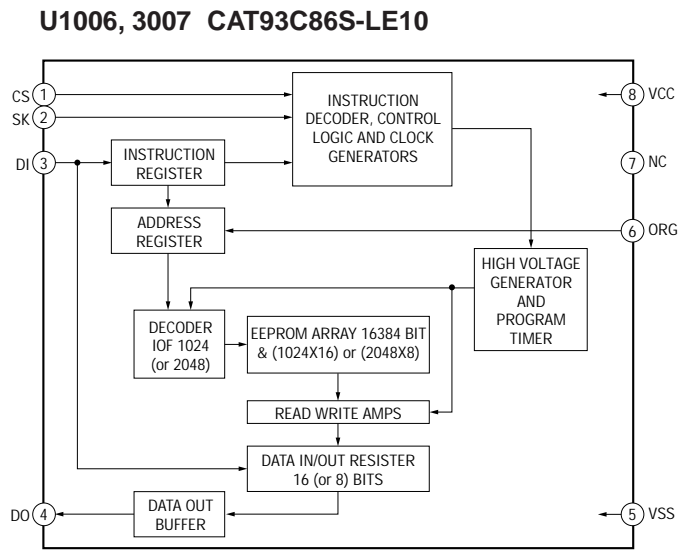 U1006, 3007 CAT93C86S-LE10
CS 1
SK 2
DI 3
INSTRUCTION
REGISTER
INSTRUCTION
DECODER, CONTROL
LOGIC AND CLOCK
GENERATORS
8 VCC
7 NC
ADDRESS
REGISTER
6 ORG
HIGH VOLTAGE
GENERATOR
AND
PROGRAM
TIMER
DECODER
IOF 1024
(or 2048)
EEPROM ARRAY 16384 BIT
& (1024X16) or (2048X8)
READ WRITE AMPS
DATA IN/OUT RESISTER
16 (or 8) BITS
DO 4
DATA OUT
BUFFER
5 VSS